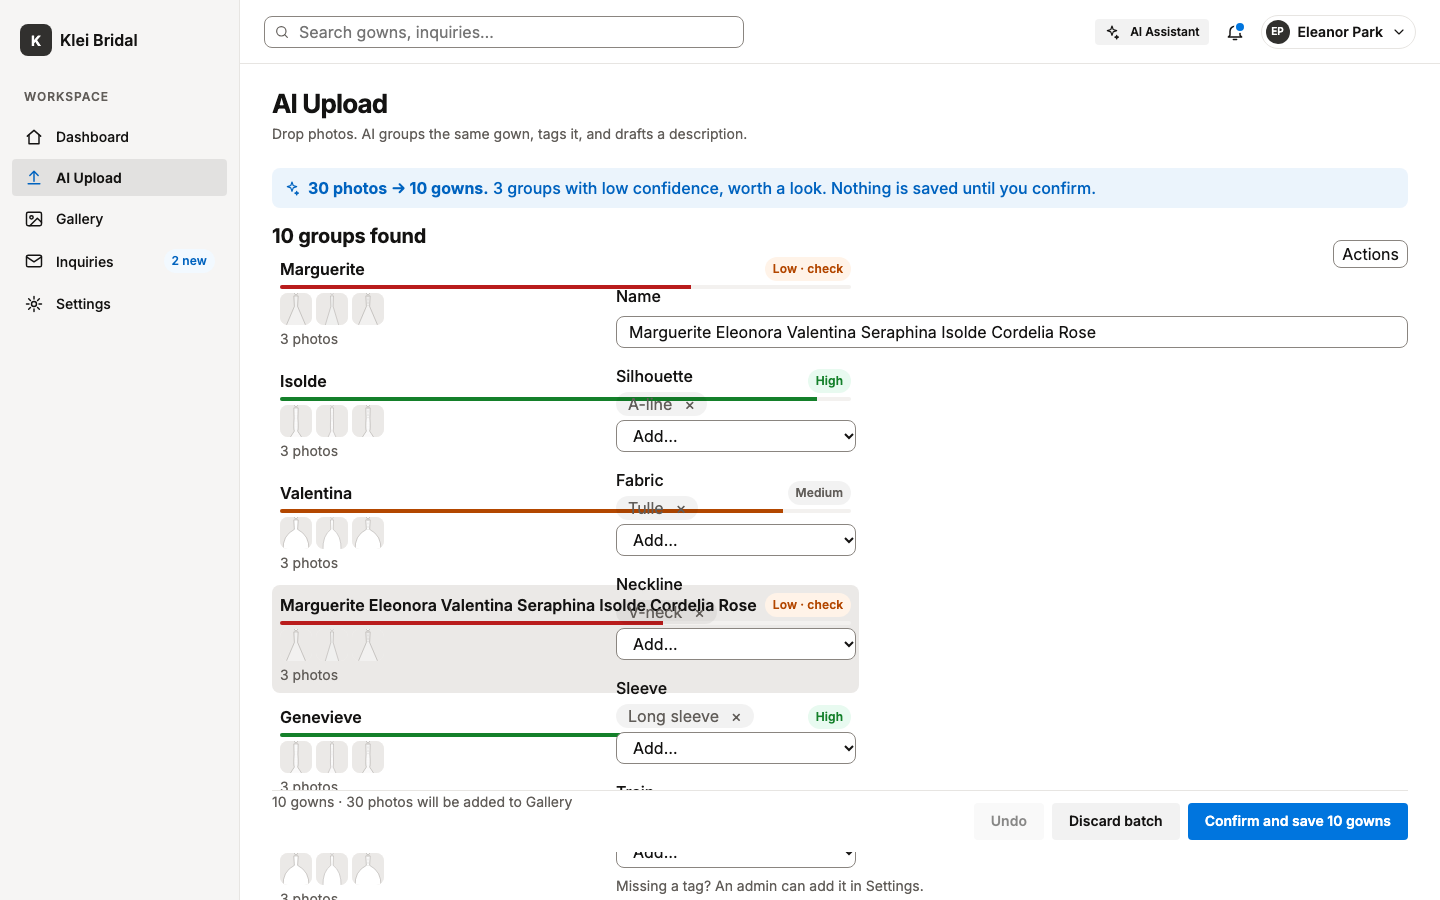 K Klei Bridal
Search gowns, inquiries...
AI Assistant
EP Eleanor Park
WORKSPACE
Dashboard
AI Upload
Gallery
Inquiries 2 new
Settings
AI Upload
Drop photos. AI groups the same gown, tags it, and drafts a description.
30 photos → 10 gowns. 3 groups with low confidence, worth a look. Nothing is saved until you confirm.
10 groups found
Actions
Marguerite Low · check
3 photos
Isolde High
3 photos
Valentina Medium
3 photos
Marguerite Eleonora Valentina Seraphina Isolde Cordelia Rose Low · check
3 photos
Genevieve High
3 photos
Name
Marguerite Eleonora Valentina Seraphina Isolde Cordelia Rose
Silhouette
A-line ×
Add...
Fabric
Tulle ×
Add...
Neckline
V-neck ×
Add...
Sleeve
Long sleeve ×
Add...
Train
10 gowns · 30 photos will be added to Gallery
Undo
Discard batch
Confirm and save 10 gowns
Add...
Missing a tag? An admin can add it in Settings.
3 photos